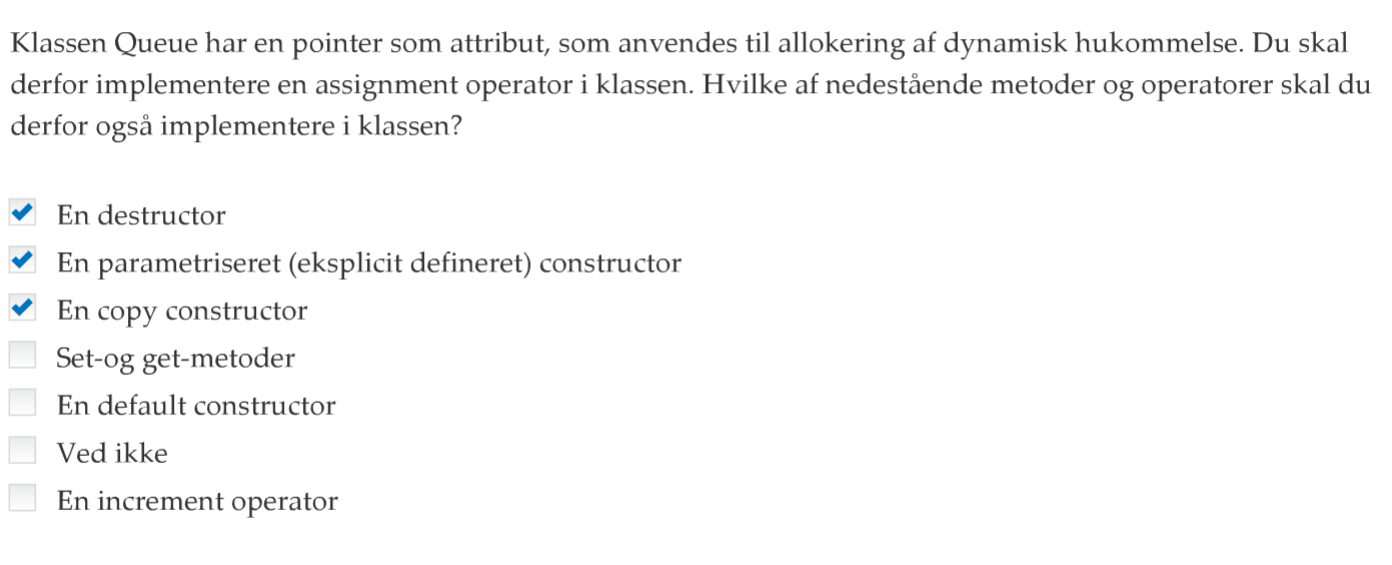 Klassen Queue har en pointer som attribut, som anvendes til allokering af dynamisk hukommelse. Du skal
derfor implementere en assignment operator i klassen. Hvilke af nedestående metoder og operatorer skal du
derfor også implementere i klassen?
En destructor
En parametriseret (eksplicit defineret) constructor
En copy constructor
Set-og get-metoder
En default constructor
Ved ikke
En increment operator